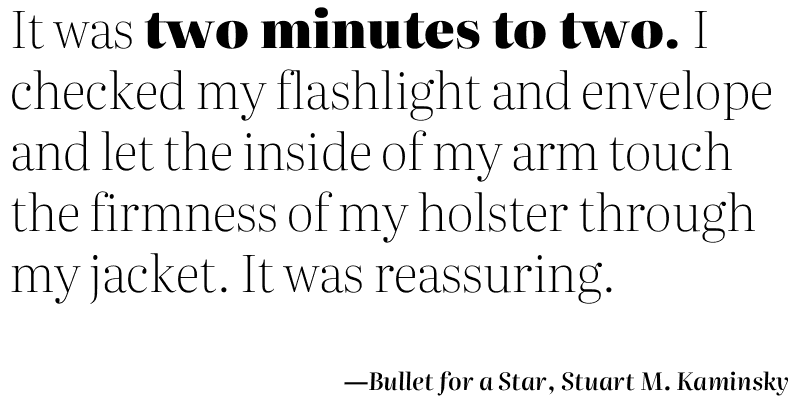 It was two minutes to two. I
checked my flashlight and envelope
and let the inside of my arm touch
the firmness of my holster through
my jacket. It was reassuring.
—Bullet for a Star, Stuart M. Kaminsky